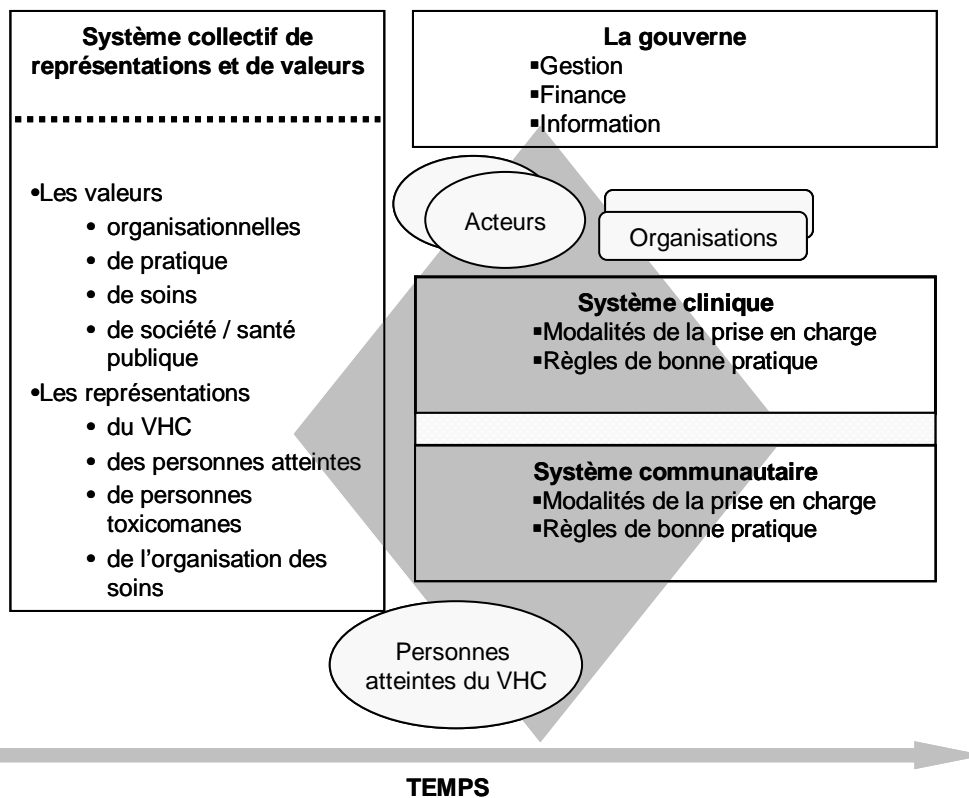 Système collectif de
représentations et de valeurs
•Les valeurs
• organisationnelles
• de pratique
• de soins
• de société / santé
publique
•Les représentations
• du VHC
• des personnes atteintes
• de personnes
toxicomanes
• de l'organisation des
soins
La gouverne
▪Gestion
▪Finance
▪Information
Acteurs
Organisations
Système clinique
▪Modalités de la prise en charge
▪Règles de bonne pratique
Système communautaire
▪Modalités de la prise en charge
▪Règles de bonne pratique
Personnes
atteintes du VHC
TEMPS